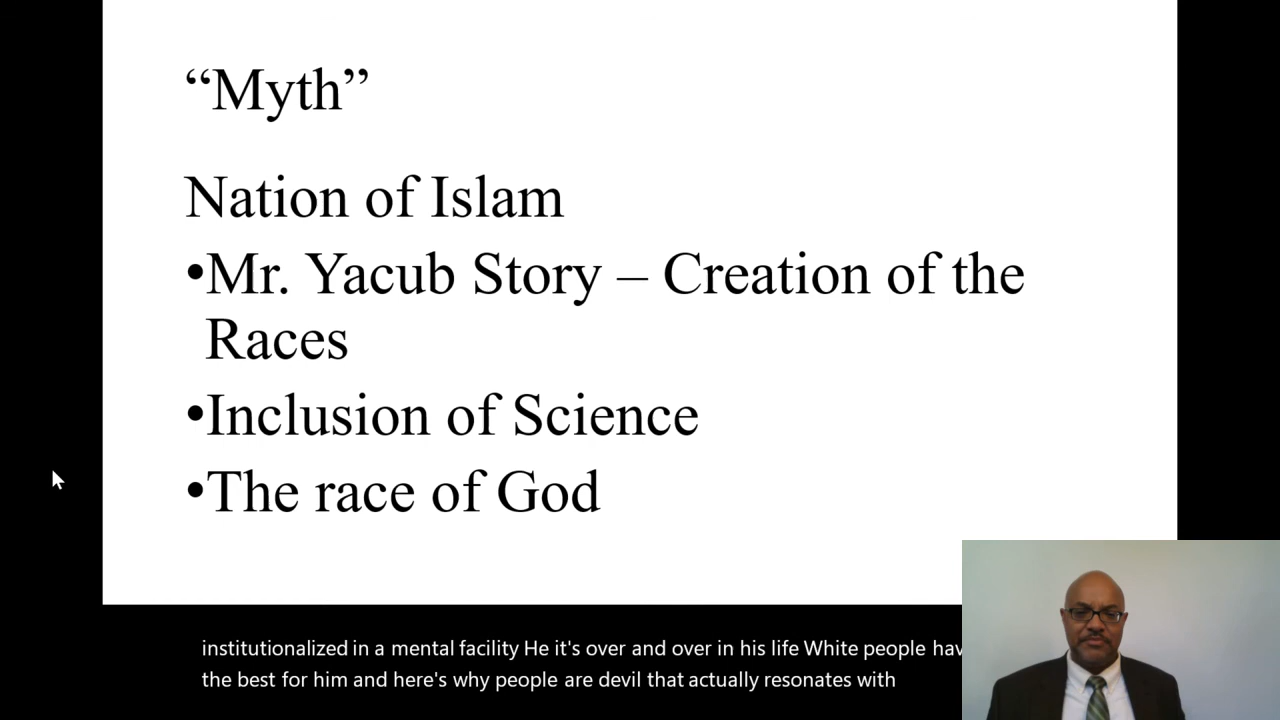 “Myth”
Nation of Islam
•Mr. Yacub Story – Creation of the
Races
•Inclusion of Science
•The race of God
institutionalized in a mental facility He it's over and over in his life White people
the best for him and here's why people are devil that actually resonates with